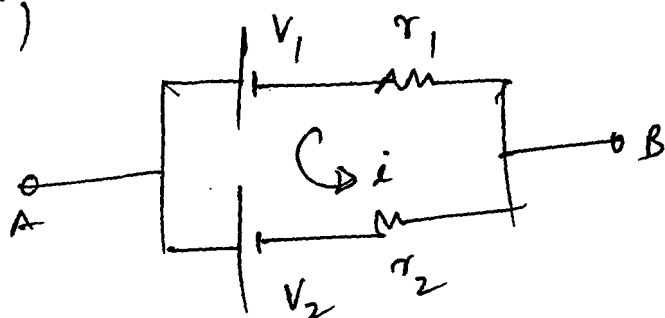 )
V₁ r₁
i
A B
V₂ r₂